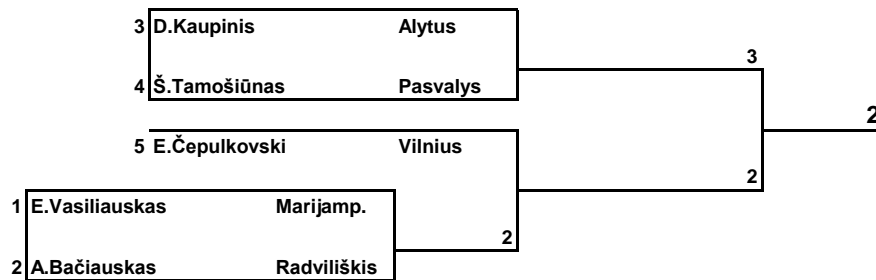 3 D.Kaupinis Alytus
3
4 Š.Tamošiūnas Pasvalys
2
5 E.Čepulkovski Vilnius
2
1 E.Vasiliauskas Marijamp.
2
2 A.Bačiauskas Radviliškis